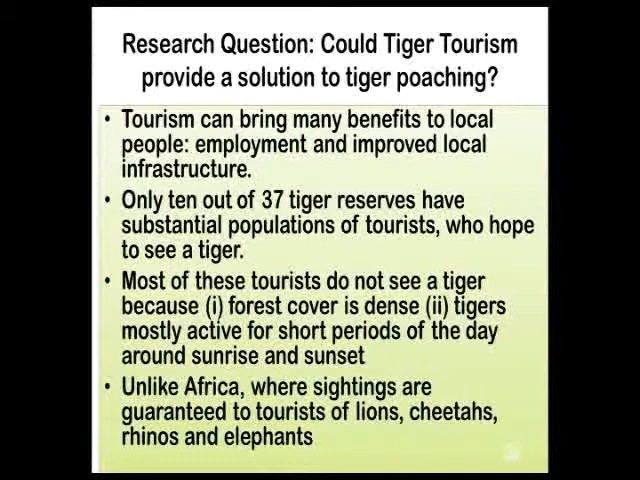 Research Question: Could Tiger Tourism
provide a solution to tiger poaching?
• Tourism can bring many benefits to local
people: employment and improved local
infrastructure.
• Only ten out of 37 tiger reserves have
substantial populations of tourists, who hope
to see a tiger.
• Most of these tourists do not see a tiger
because (i) forest cover is dense (ii) tigers
mostly active for short periods of the day
around sunrise and sunset
• Unlike Africa, where sightings are
guaranteed to tourists of lions, cheetahs,
rhinos and elephants